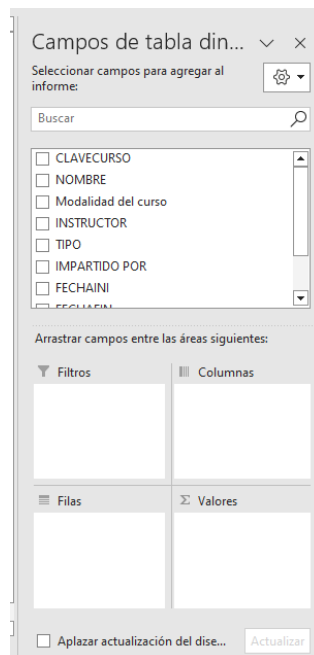 Campos de tabla din...
Seleccionar campos para agregar al
informe:
Buscar
CLAVECURSO
NOMBRE
Modalidad del curso
INSTRUCTOR
TIPO
IMPARTIDO POR
FECHAINI
FECHAFIN
Arrastrar campos entre las áreas siguientes:
Filtros
Columnas
Filas
Σ Valores
Aplazar actualización del dise...
Actualizar